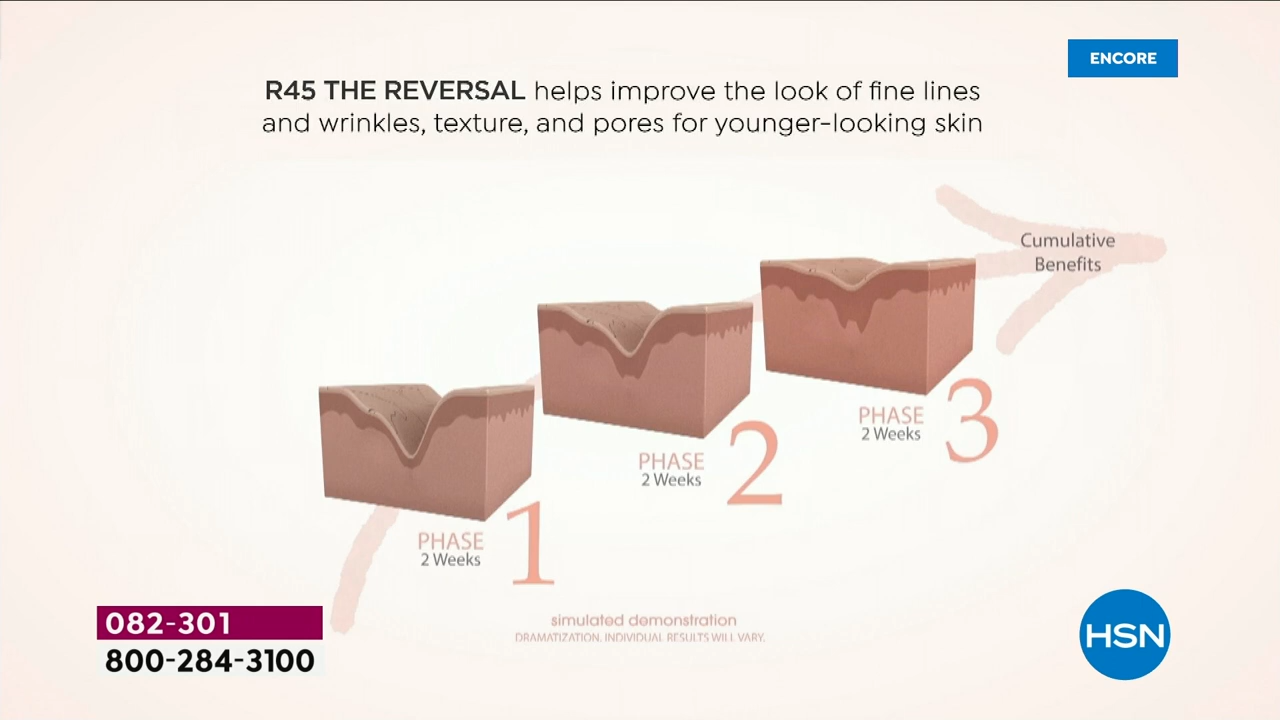 ENCORE
R45 THE REVERSAL helps improve the look of fine lines
and wrinkles, texture, and pores for younger-looking skin
Cumulative
Benefits
PHASE
2 Weeks
3
PHASE
2 Weeks
2
PHASE
2 Weeks
1
simulated demonstration
DRAMATIZATION. INDIVIDUAL RESULTS WILL VARY.
082-301
800-284-3100
HSN